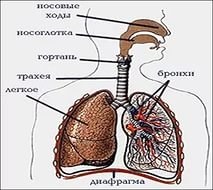 носовые
ходы
носоглотка
гортань
трахея
бронхи
легкое
диафрагма